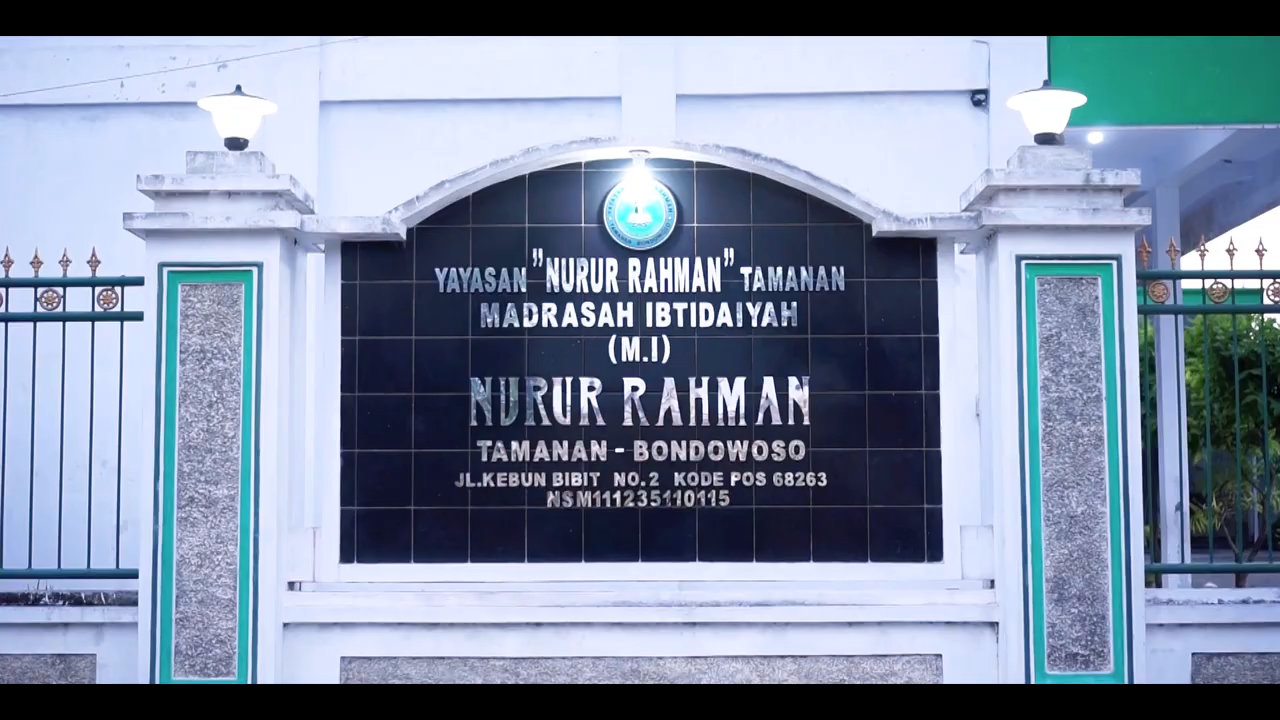 YAYASAN "NURUR RAHMAN" TAMANAN
MADRASAH IBTIDAIYAH
(M.I)
NURUR RAHMAN
TAMANAN - BONDOWOSO
JL.KEBUN BIBIT NO.2 KODE POS 68263
NSM111235110115